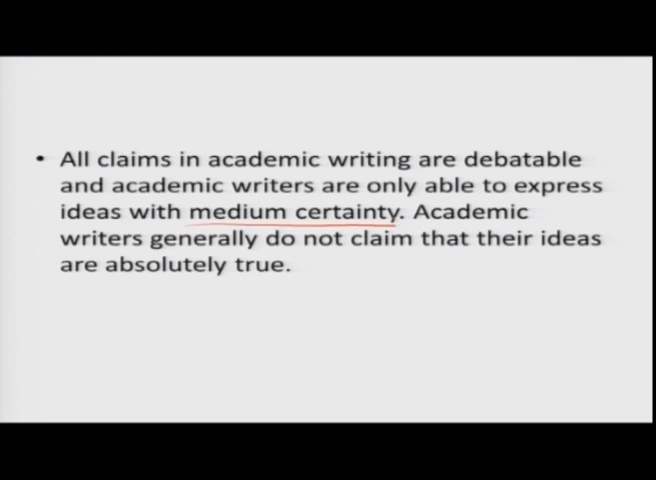 • All claims in academic writing are debatable
and academic writers are only able to express
ideas with medium certainty. Academic
writers generally do not claim that their ideas
are absolutely true.